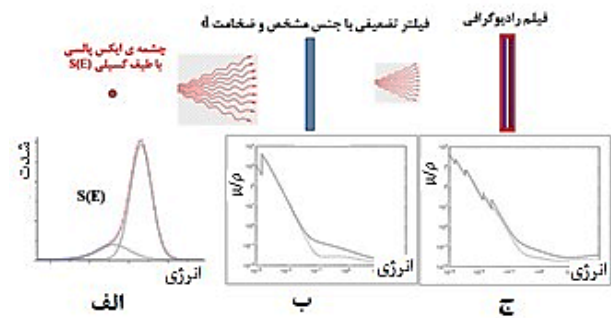 فیلم رادیوگرافی
فیلتر تضعیفی با جنس مشخص و ضخامت d
چشمه ی ایکس پالسی
با طیف گسیلی S(E)
شدت
S(E)
انرژی
الف
μ/ρ
انرژی
ب
μ/ρ
انرژی
ج